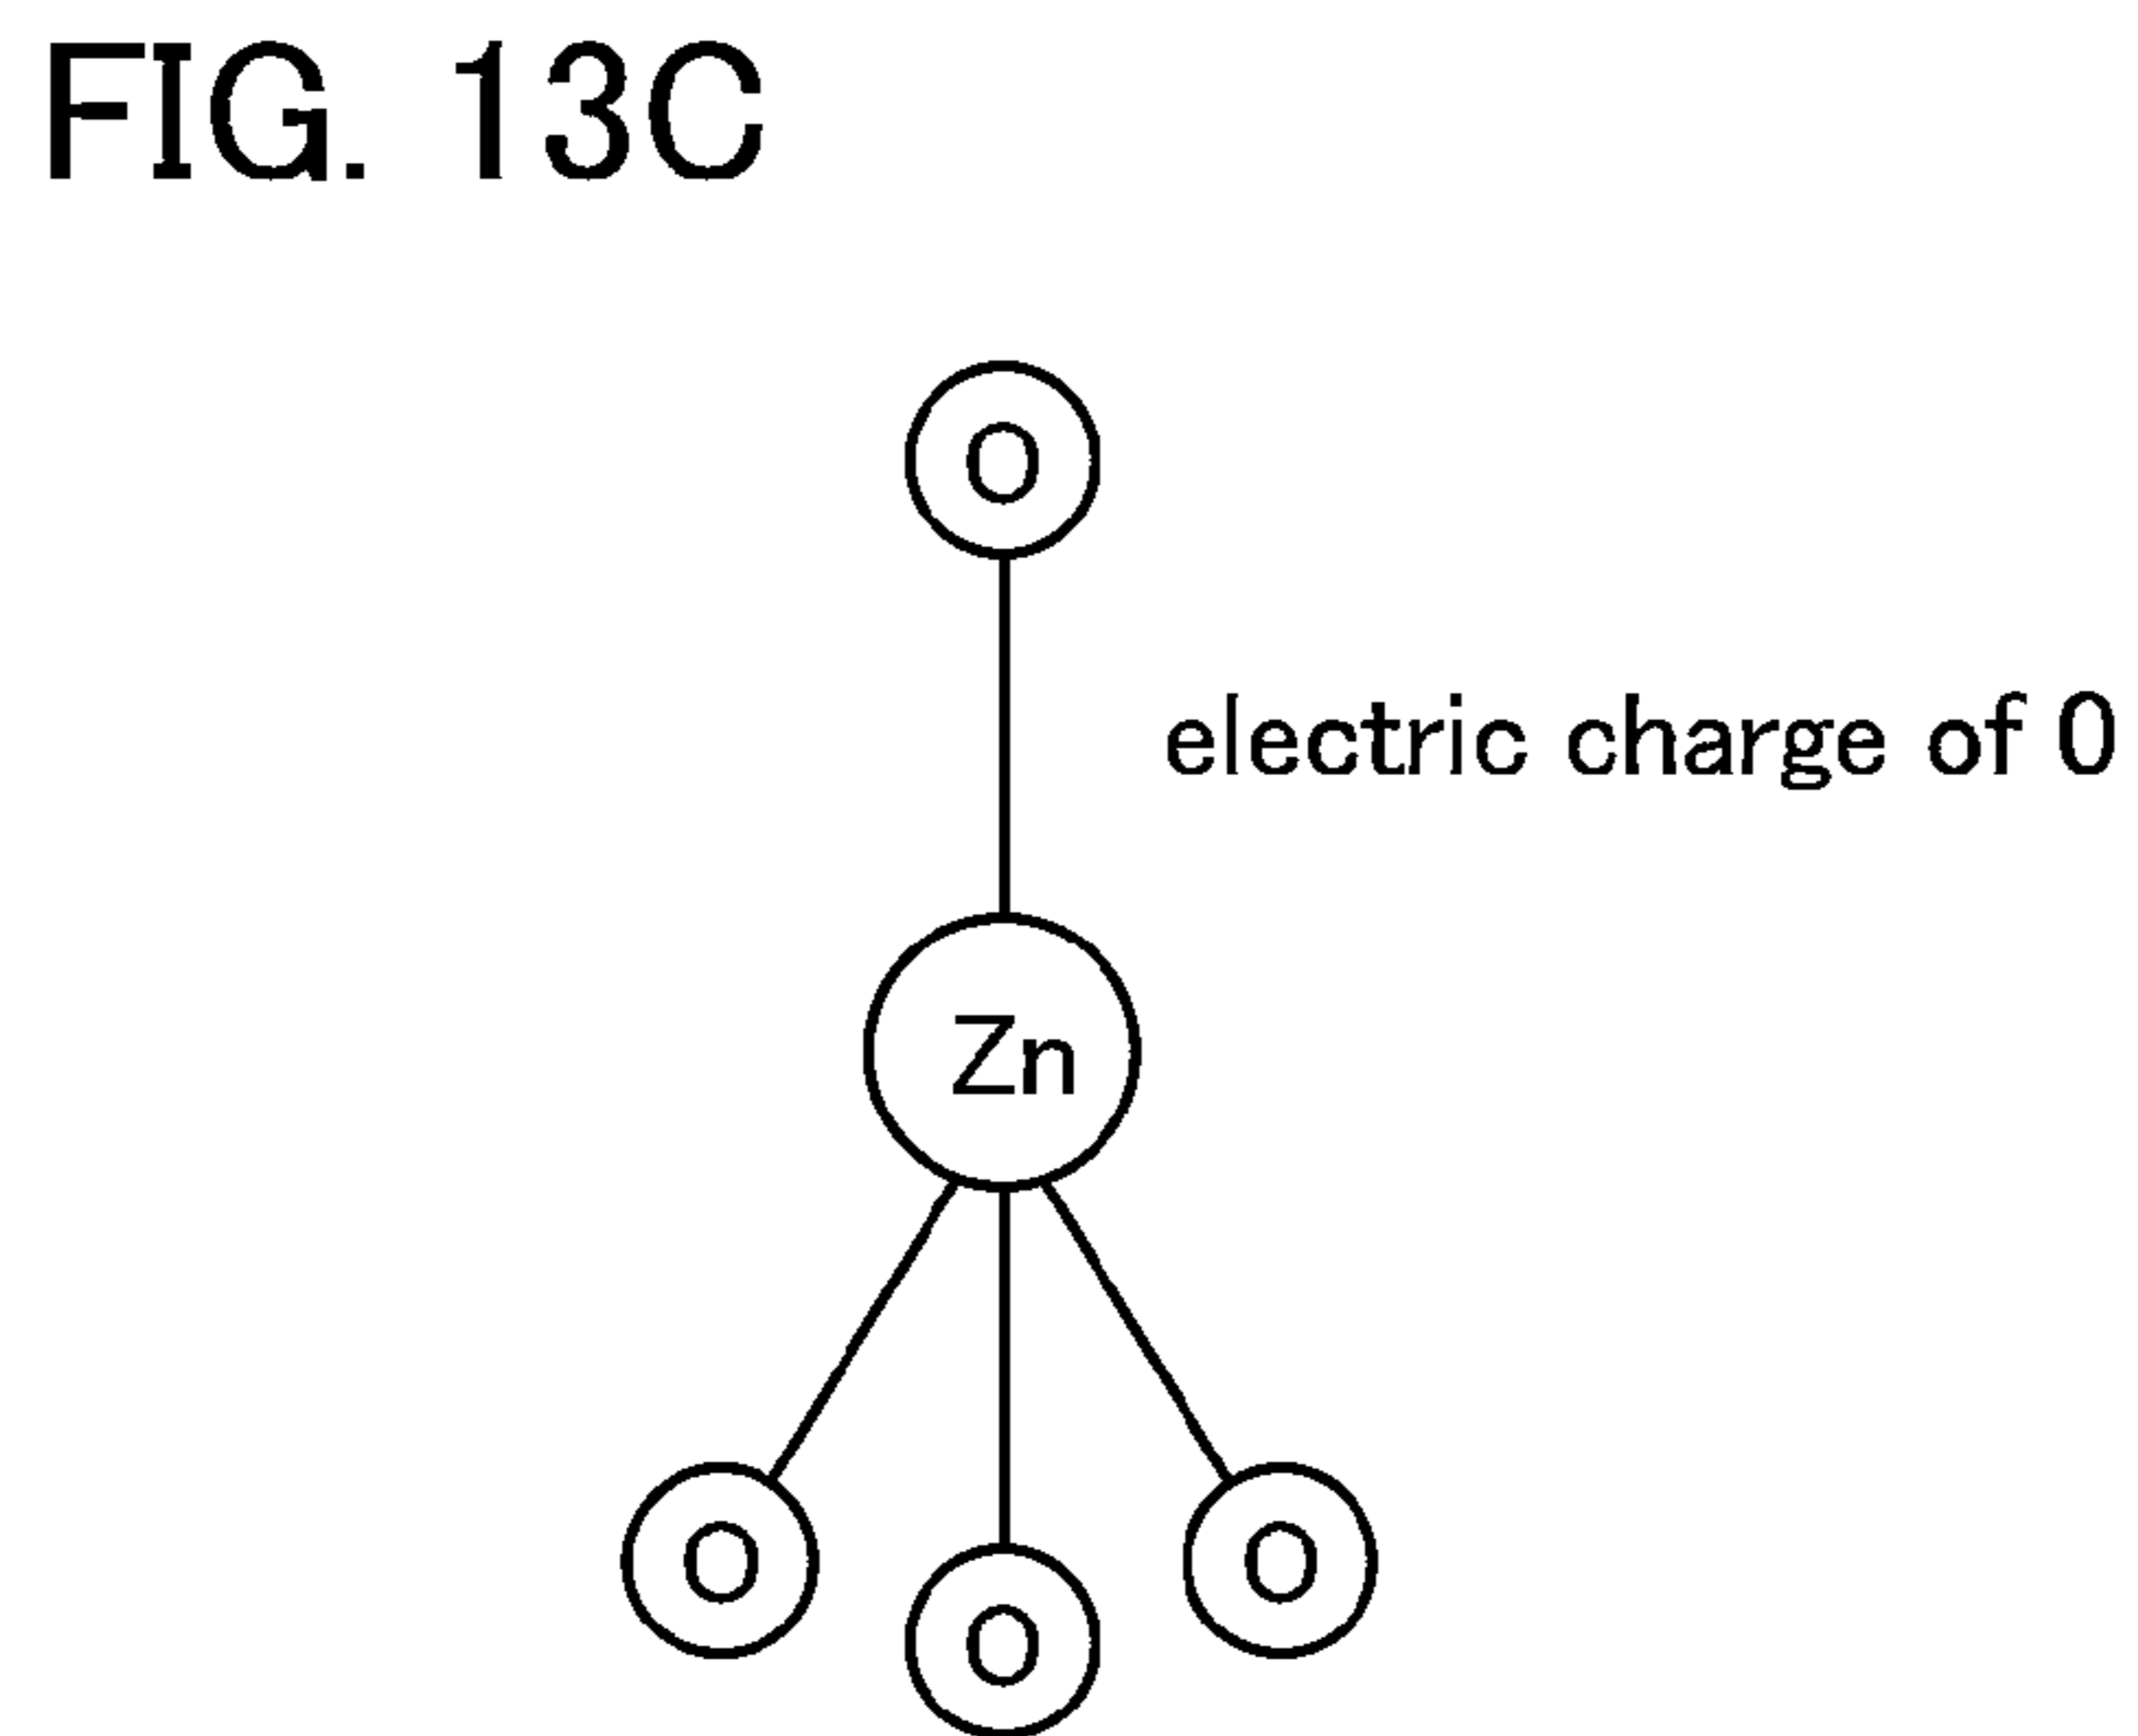 FIG. 13C
O
electric charge of 0
Zn
O O
O